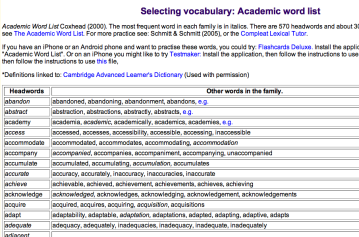 Selecting vocabulary: Academic word list
Academic Word List Coxhead (2000). The most frequent word in each family is in italics. There are 570 headwords and about 30
see The Academic Word List. For more practice see: Schmitt & Schmitt (2005), or the Compleat Lexical Tutor.
If you have an iPhone or an Android phone and want to practise these words, you could try: Flashcards Deluxe. Install the applic
"Academic Word List". Or on an iPhone you might like to try Testmaker: Install the application, then follow the instructions to use
then follow the instructions to use this file,
*Definitions linked to: Cambridge Advanced Learner's Dictionary (Used with permission)
Headwords Other words in the family.
abandon abandoned, abandoning, abandonment, abandons, e.g.
abstract abstraction, abstractions, abstractly, abstracts, e.g.
academy academia, academic, academically, academics, academies, e.g.
access accessed, accesses, accessibility, accessible, accessing, inaccessible
accommodate accommodated, accommodates, accommodating, accommodation
accompany accompanied, accompanies, accompaniment, accompanying, unaccompanied
accumulate accumulated, accumulating, accumulation, accumulates
accurate accuracy, accurately, inaccuracy, inaccuracies, inaccurate
achieve achievable, achieved, achievement, achievements, achieves, achieving
acknowledge acknowledged, acknowledges, acknowledging, acknowledgement, acknowledgements
acquire acquired, acquires, acquiring, acquisition, acquisitions
adapt adaptability, adaptable, adaptation, adaptations, adapted, adapting, adaptive, adapts
adequate adequacy, adequately, inadequacies, inadequacy, inadequate, inadequately
adjacent